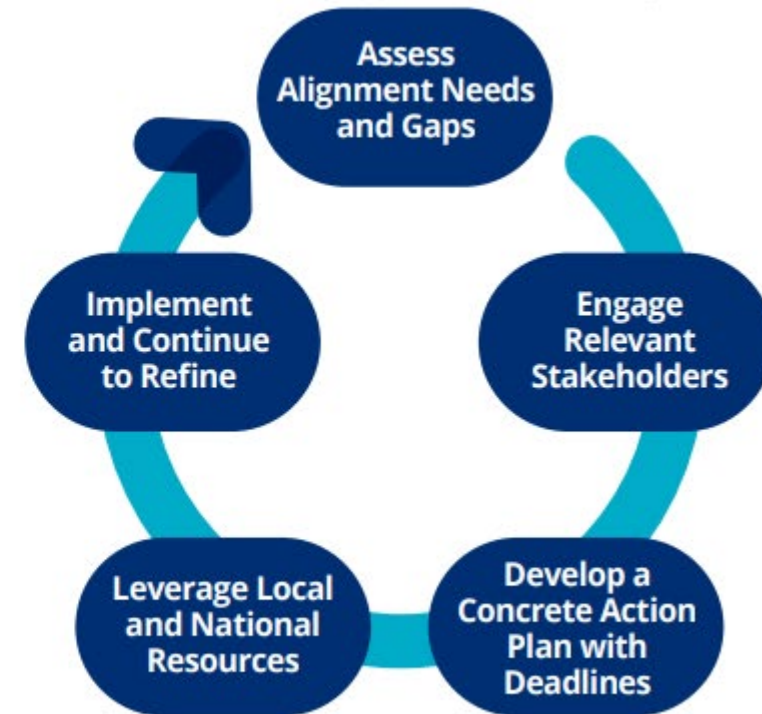 Assess
Alignment Needs
and Gaps
Engage
Relevant
Stakeholders
Develop a
Concrete Action
Plan with
Deadlines
Leverage Local
and National
Resources
Implement
and Continue
to Refine